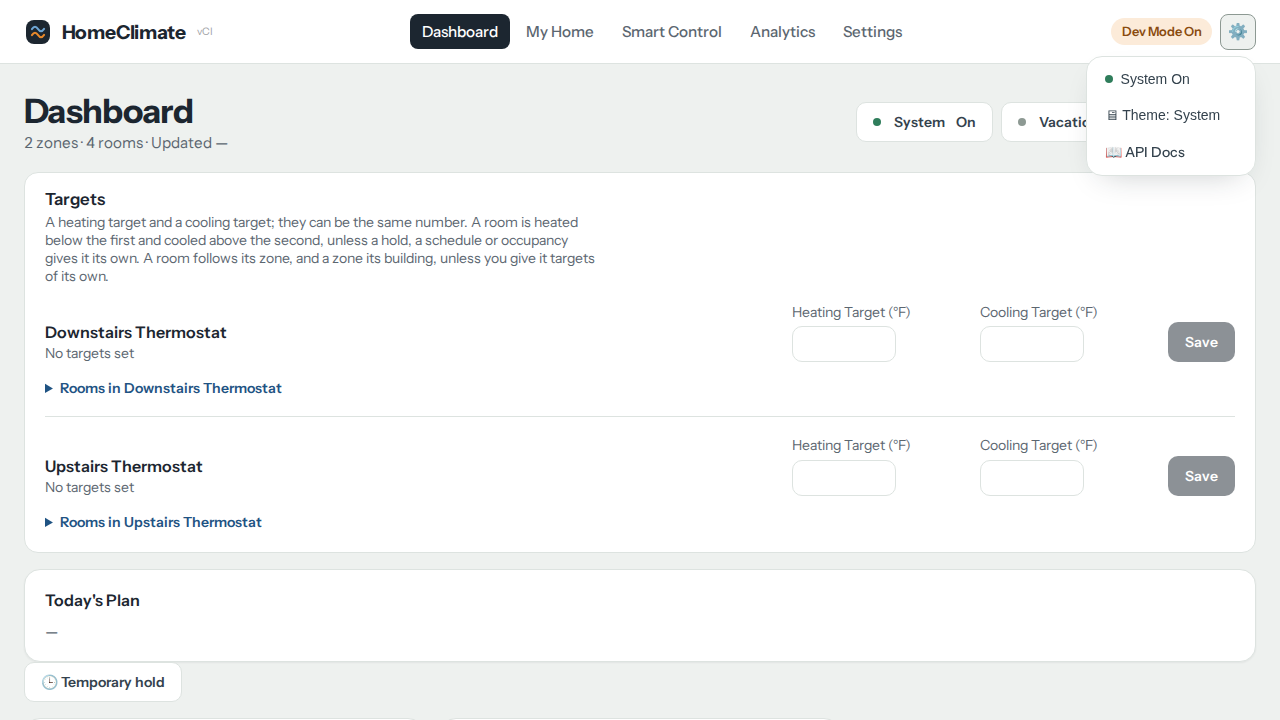 HomeClimate vCI
Dashboard
My Home
Smart Control
Analytics
Settings
Dev Mode On
System On
Theme: System
API Docs
Dashboard
2 zones · 4 rooms · Updated —
System On
Targets
A heating target and a cooling target; they can be the same number. A room is heated
below the first and cooled above the second, unless a hold, a schedule or occupancy
gives it its own. A room follows its zone, and a zone its building, unless you give it targets
of its own.
Downstairs Thermostat
No targets set
Heating Target (°F)
Cooling Target (°F)
Save
Rooms in Downstairs Thermostat
Upstairs Thermostat
No targets set
Heating Target (°F)
Cooling Target (°F)
Save
Rooms in Upstairs Thermostat
Today's Plan
—
Temporary hold